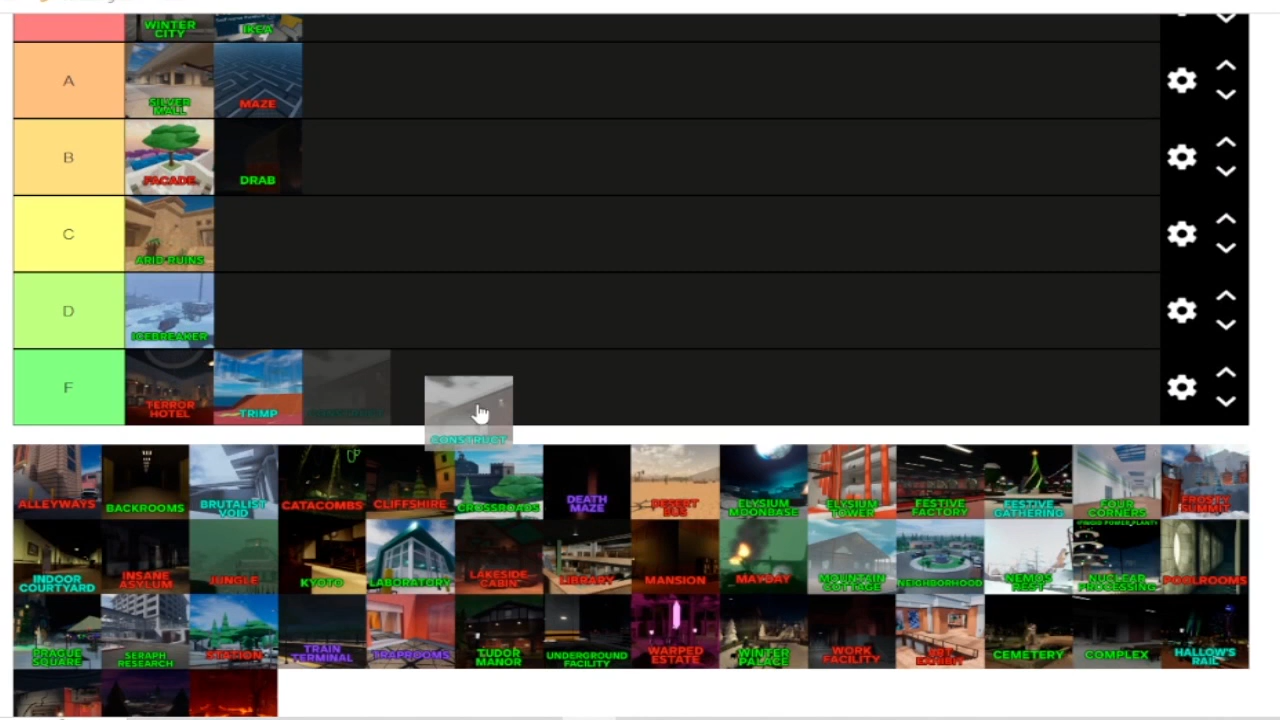 WINTER
CITY
IKEA
A
SILVER
MALL
MAZE
B
FACADE
DRAB
C
ARID RUINS
D
ICEBREAKER
F
TERROR
HOTEL
TRIMP
CONSTRUCT
CONSTRUCT
ALLEYWAYS
BACKROOMS
BRUTALIST
VOID
CATACOMBS
CLIFFSHIRE
CROSSROADS
DEATH
MAZE
DESERT
BUS
ELYSIUM
MOONBASE
ELYSIUM
TOWER
FESTIVE
FACTORY
FESTIVE
GATHERING
FOUR
CORNERS
FROSTY
SUMMIT
INDOOR
COURTYARD
INSANE
ASYLUM
JUNGLE
KYOTO
LABORATORY
LAKESIDE
CABIN
LIBRARY
MANSION
MAYDAY
MOUNTAIN
COTTAGE
NEIGHBORHOOD
NEMOS
REST
NUCLEAR
PROCESSING
POOLROOMS
PRAGUE
SQUARE
SERAPH
RESEARCH
STATION
TRAIN
TERMINAL
TRAPROOMS
TUDOR
MANOR
UNDERGROUND
FACILITY
WARPED
ESTATE
WINTER
PALACE
WORK
FACILITY
ART
EXHIBIT
CEMETERY
COMPLEX
HALLOW'S
RAIL